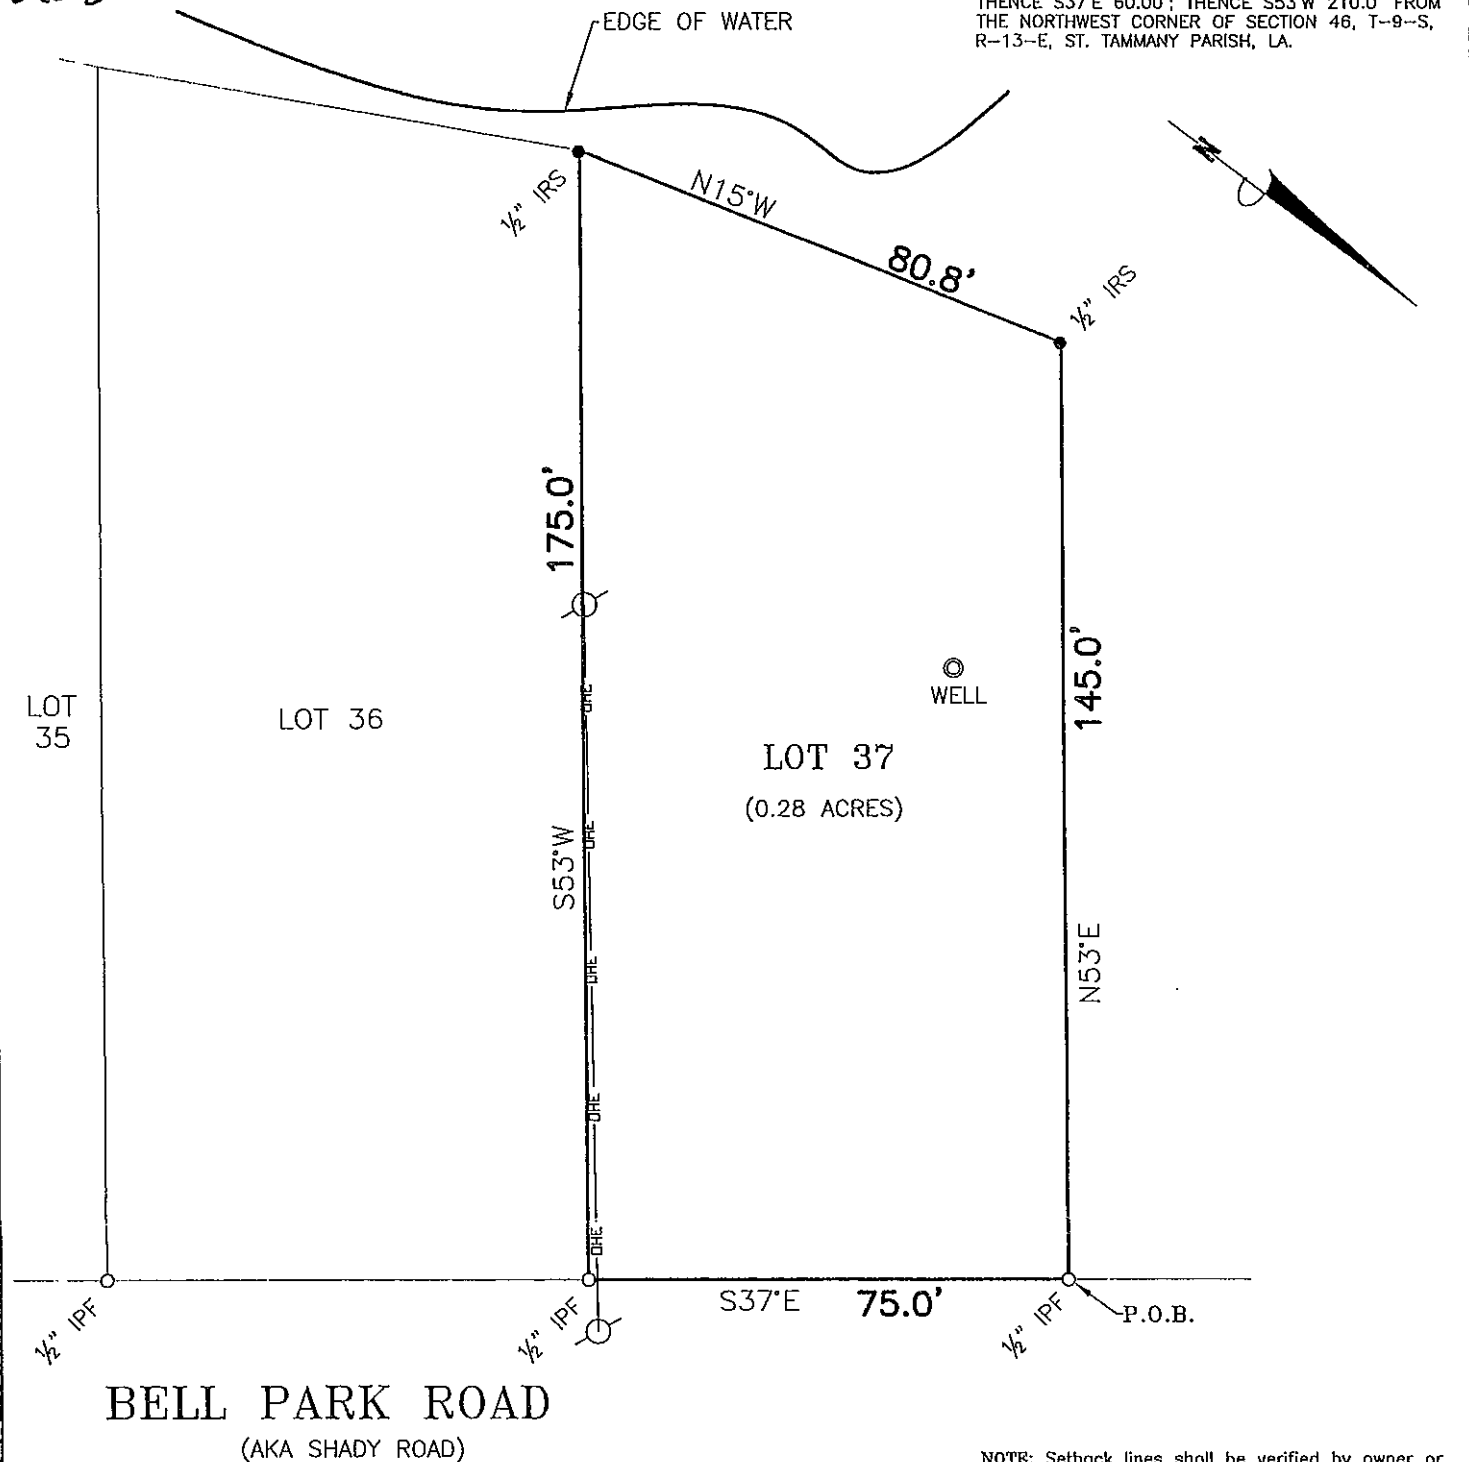 THENCE S37°E 60.00'; THENCE S53°W 210.0' FROM
THE NORTHWEST CORNER OF SECTION 46, T-9-S,
R-13-E, ST. TAMMANY PARISH, LA.
EDGE OF WATER
N
½" IRS
N15°W
80.8'
½" IRS
175.0'
145.0'
WELL
LOT
35
LOT 36
LOT 37
(0.28 ACRES)
OHE
OHE
OHE
OHE
OHE
S53°W
N53°E
S37°E 75.0'
P.O.B.
½" IPF
½" IPF
½" IPF
BELL PARK ROAD
(AKA SHADY ROAD)
NOTE: Setback lines shall be verified by owner or